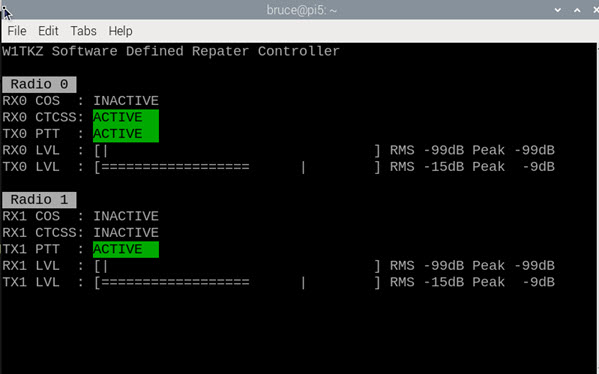 bruce@pi5: ~
File Edit Tabs Help
W1TKZ Software Defined Repater Controller
Radio 0
RX0 COS : INACTIVE
RX0 CTCSS: ACTIVE
TX0 PTT : ACTIVE
RX0 LVL : [| ] RMS -99dB Peak -99dB
TX0 LVL : [================== | ] RMS -15dB Peak -9dB
Radio 1
RX1 COS : INACTIVE
RX1 CTCSS: INACTIVE
TX1 PTT : ACTIVE
RX1 LVL : [| ] RMS -99dB Peak -99dB
TX1 LVL : [================== | ] RMS -15dB Peak -9dB